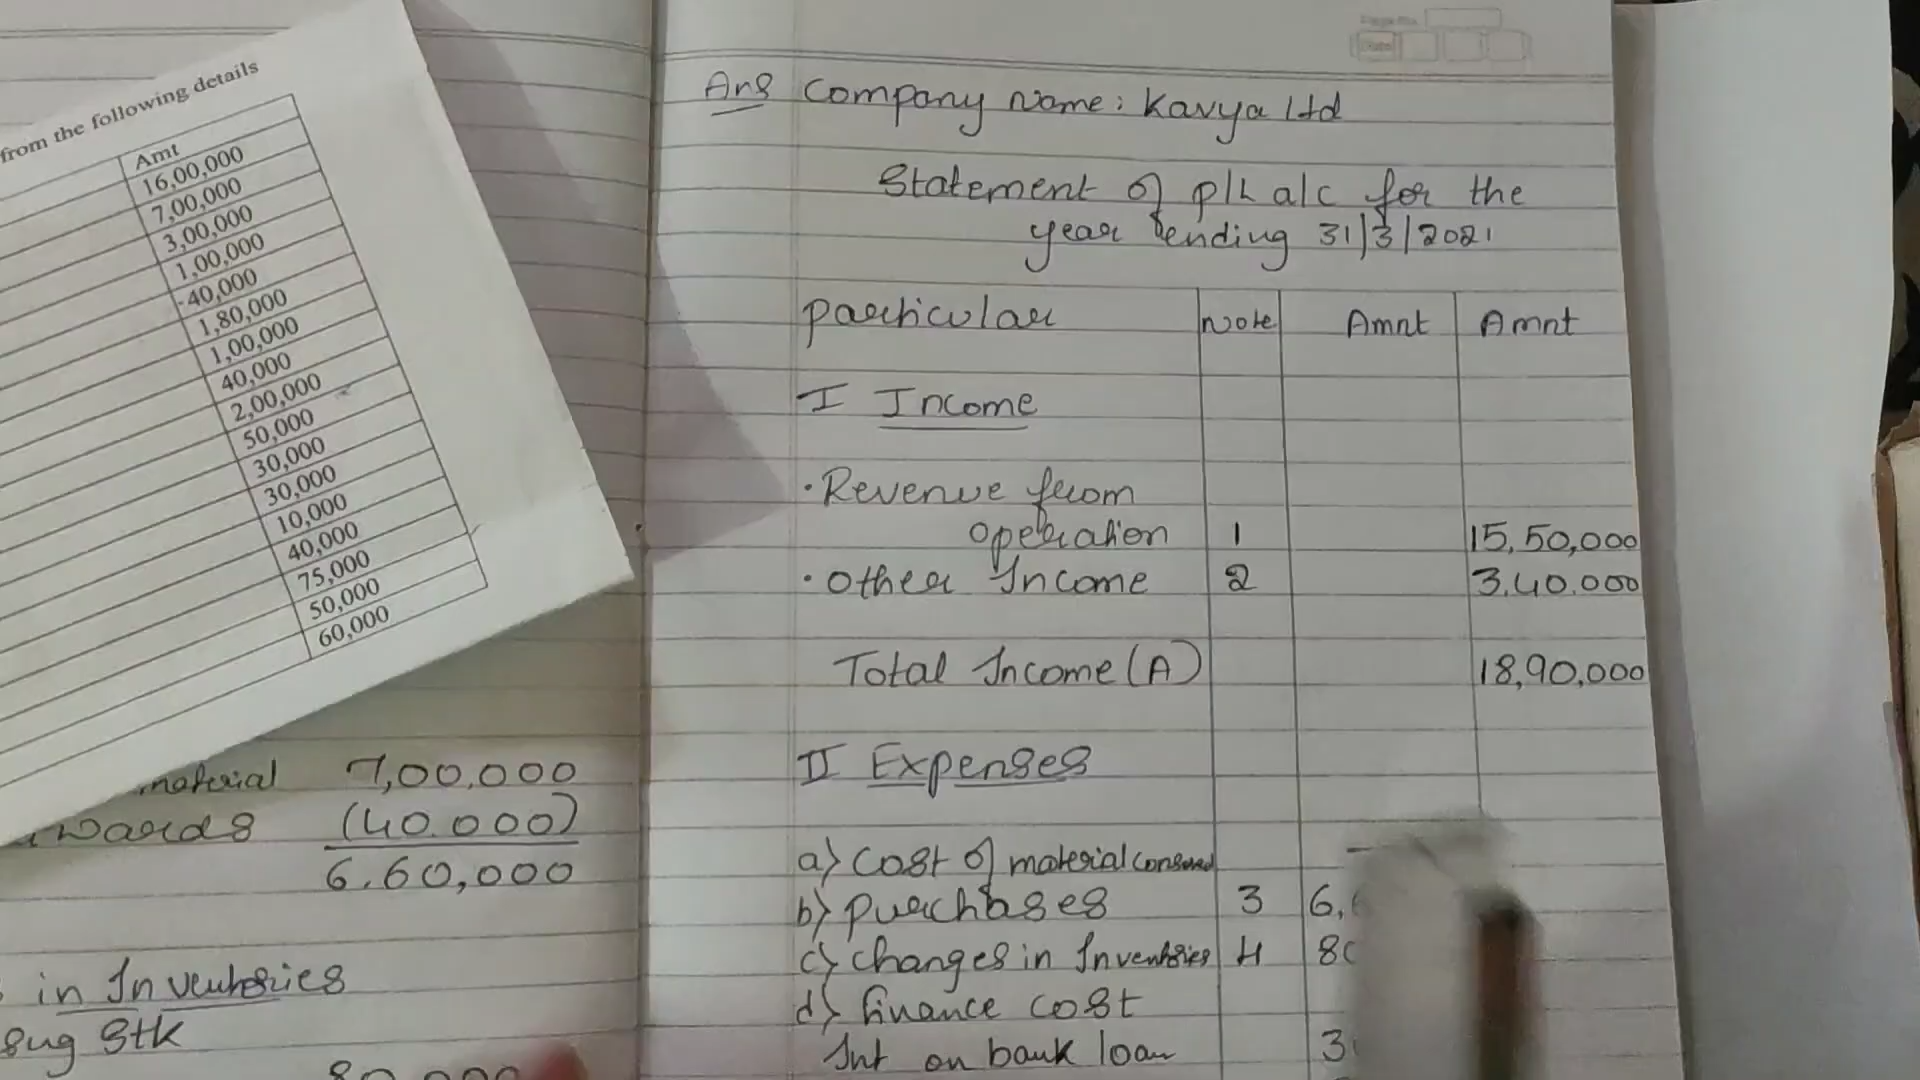 from the following details
Amt
16,00,000
7,00,000
3,00,000
1,00,000
40,000
1,80,000
1,00,000
40,000
2,00,000
50,000
30,000
30,000
10,000
40,000
75,000
50,000
60,000
material 7,00,000
(40.000)
6.60,000
in Inventories
Stk
Ans Company Name: Kavya Ltd
Statement of P/L a/c for the
year ending 31/3/2021
Particular Note Amnt Amnt
I Income
· Revenue from
operation 1 15,50,000
· Other Income 2 3.40.000
Total Income (A) 18,90,000
II Expenses
a) Cost of material consumed -
b) Purchases 3 6,
c) Changes in Inventories 4 80
d) finance cost
Int on bank loan 3